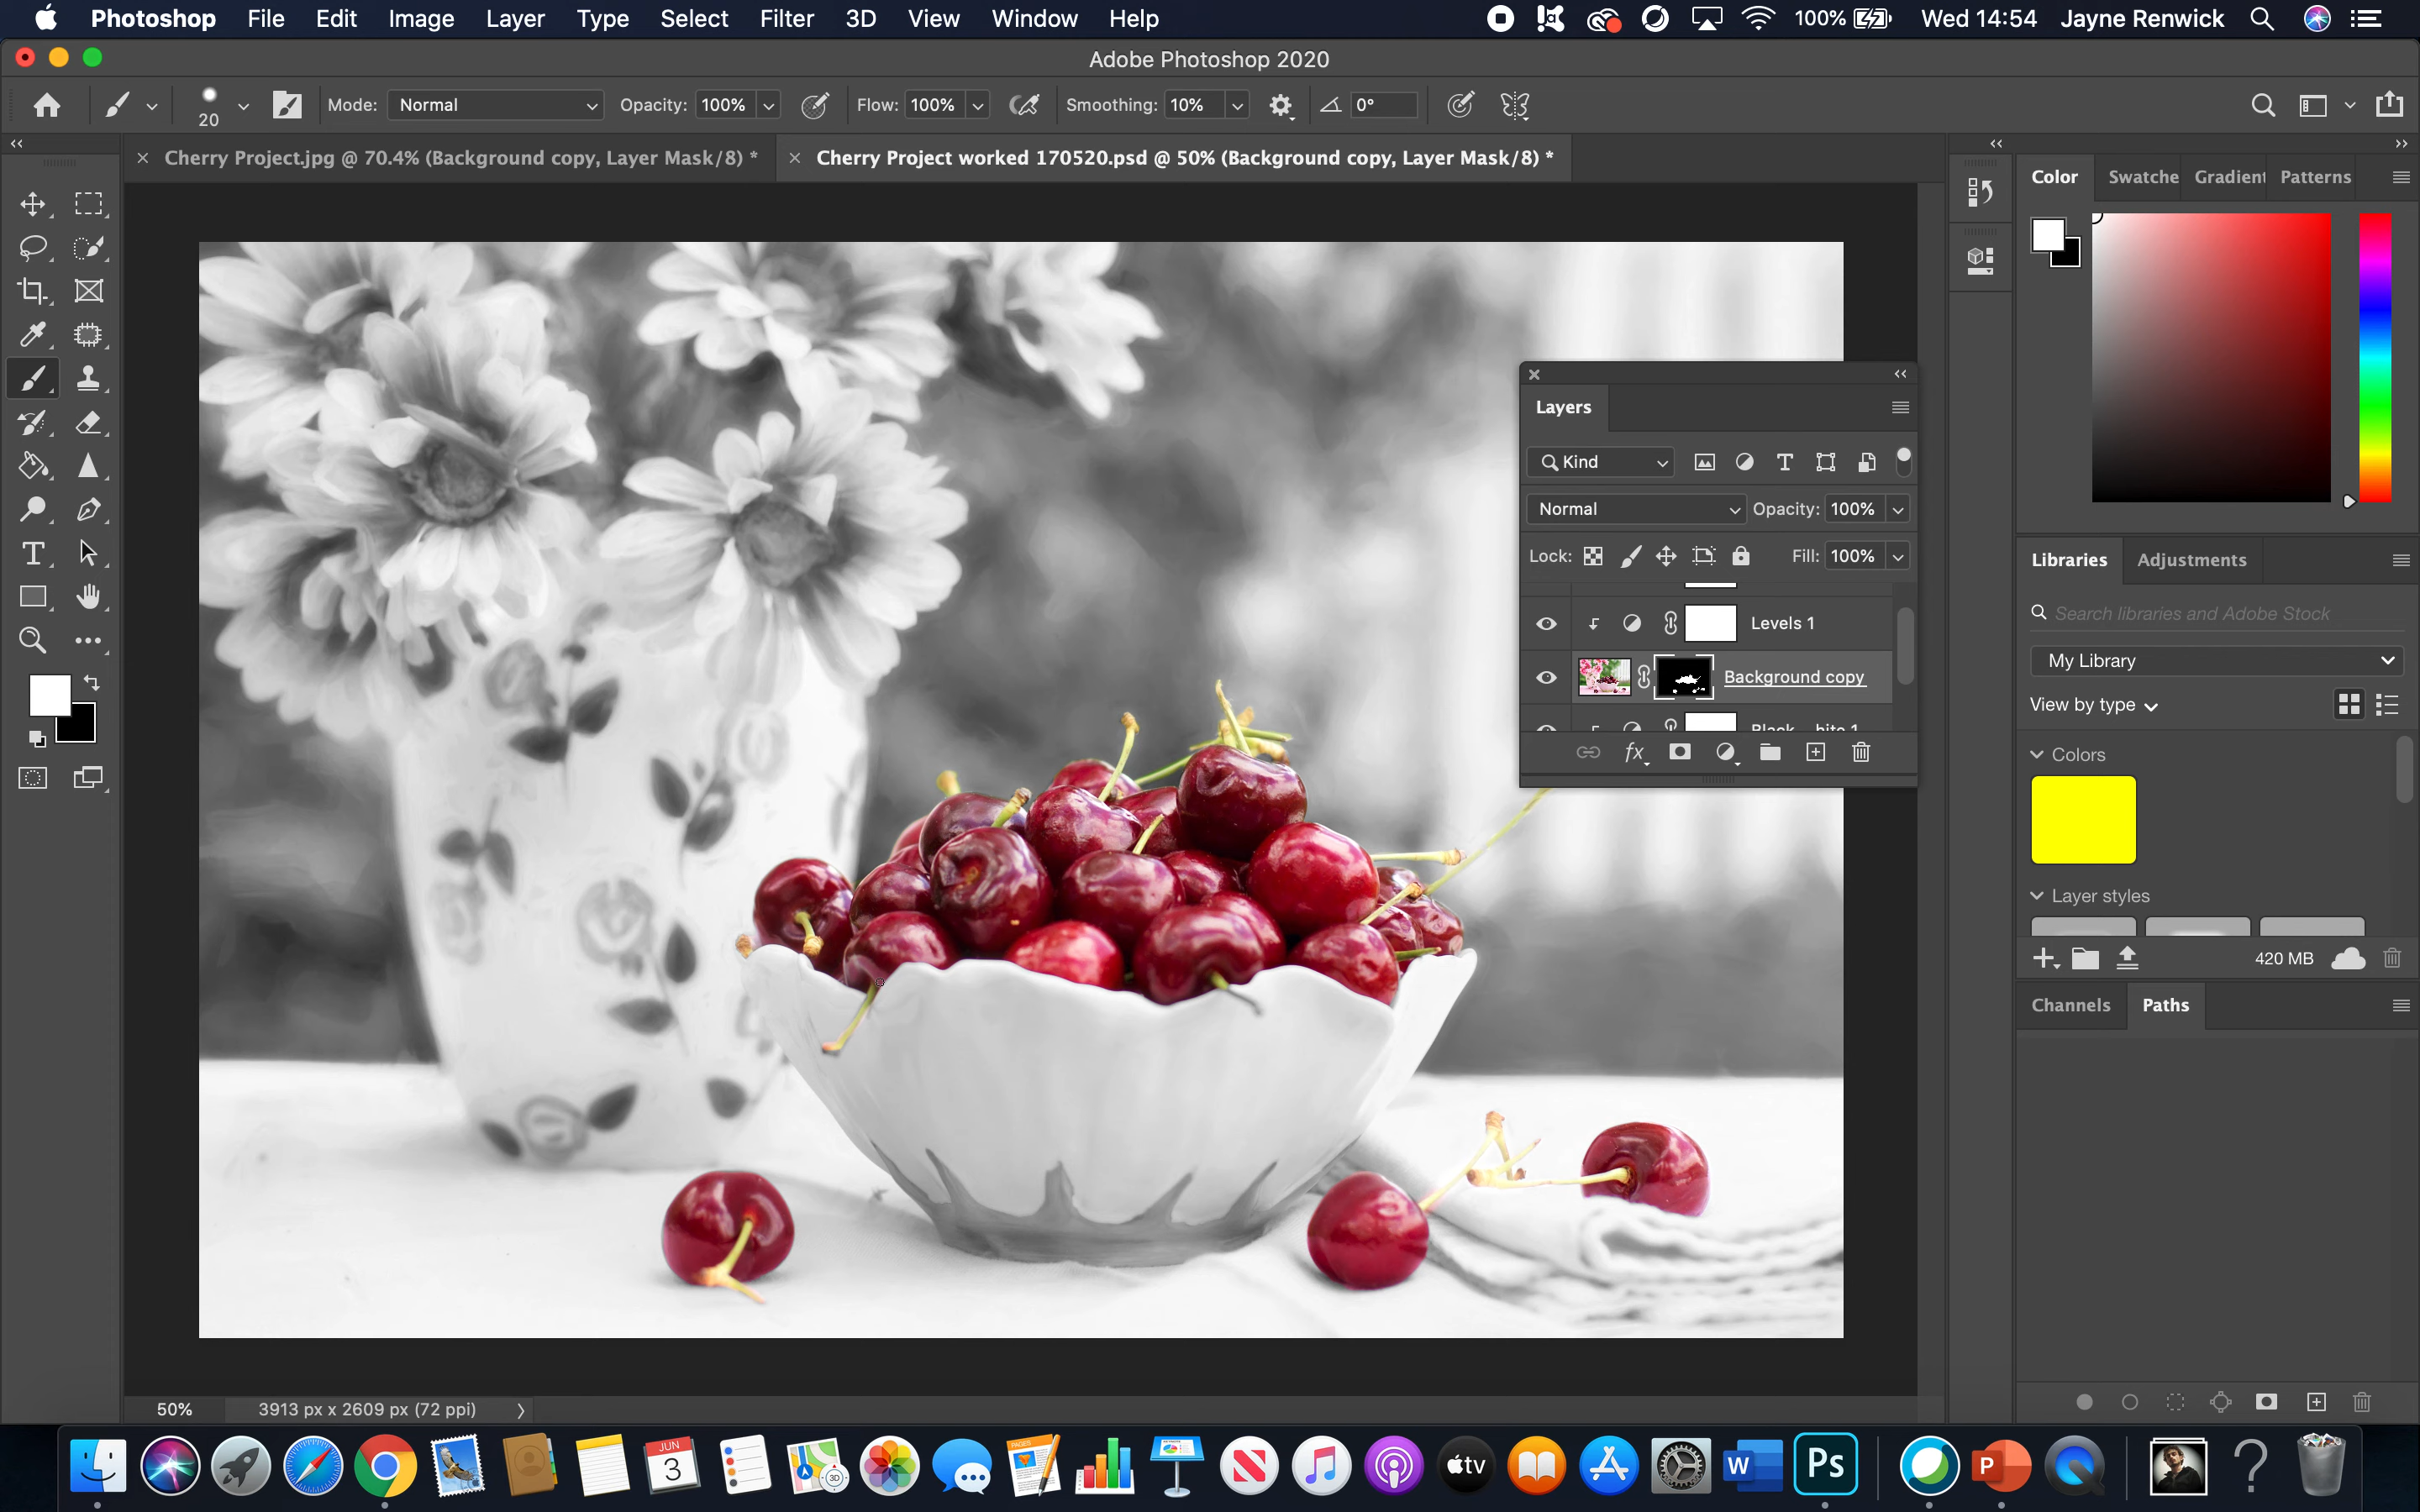 Photoshop File Edit Image Layer Type Select Filter 3D View Window Help 100% Wed 14:54 Jayne Renwick
Adobe Photoshop 2020
20 Mode: Normal Opacity: 100% Flow: 100% Smoothing: 10% 0°
Cherry Project.jpg @ 70.4% (Background copy, Layer Mask/8) * Cherry Project worked 170520.psd @ 50% (Background copy, Layer Mask/8) *
Color Swatche Gradient Patterns
Layers
Kind
Normal Opacity: 100%
Lock: Fill: 100%
Levels 1
Background copy
Libraries Adjustments
Search libraries and Adobe Stock
My Library
View by type
Colors
Layer styles
420 MB
Channels Paths
50% 3913 px x 2609 px (72 ppi)
JUN
3
3D
PAGES
tv
W
Ps
P